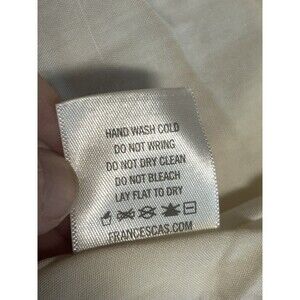 HAND WASH COLD
DO NOT WRING
DO NOT DRY CLEAN
DO NOT BLEACH
LAY FLAT TO DRY
FRANCESCAS.COM